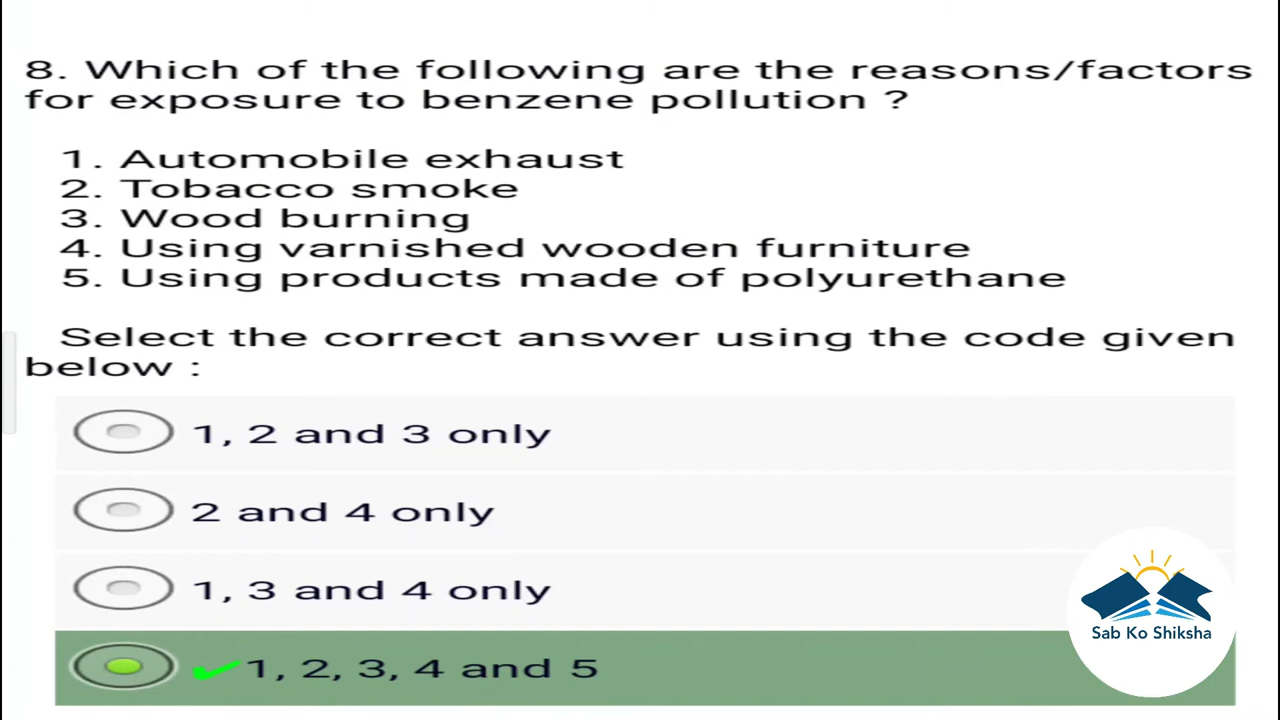 8. Which of the following are the reasons/factors
for exposure to benzene pollution ?
1. Automobile exhaust
2. Tobacco smoke
3. Wood burning
4. Using varnished wooden furniture
5. Using products made of polyurethane
Select the correct answer using the code given
below :
1, 2 and 3 only
2 and 4 only
1, 3 and 4 only
1, 2, 3, 4 and 5
Sab Ko Shiksha